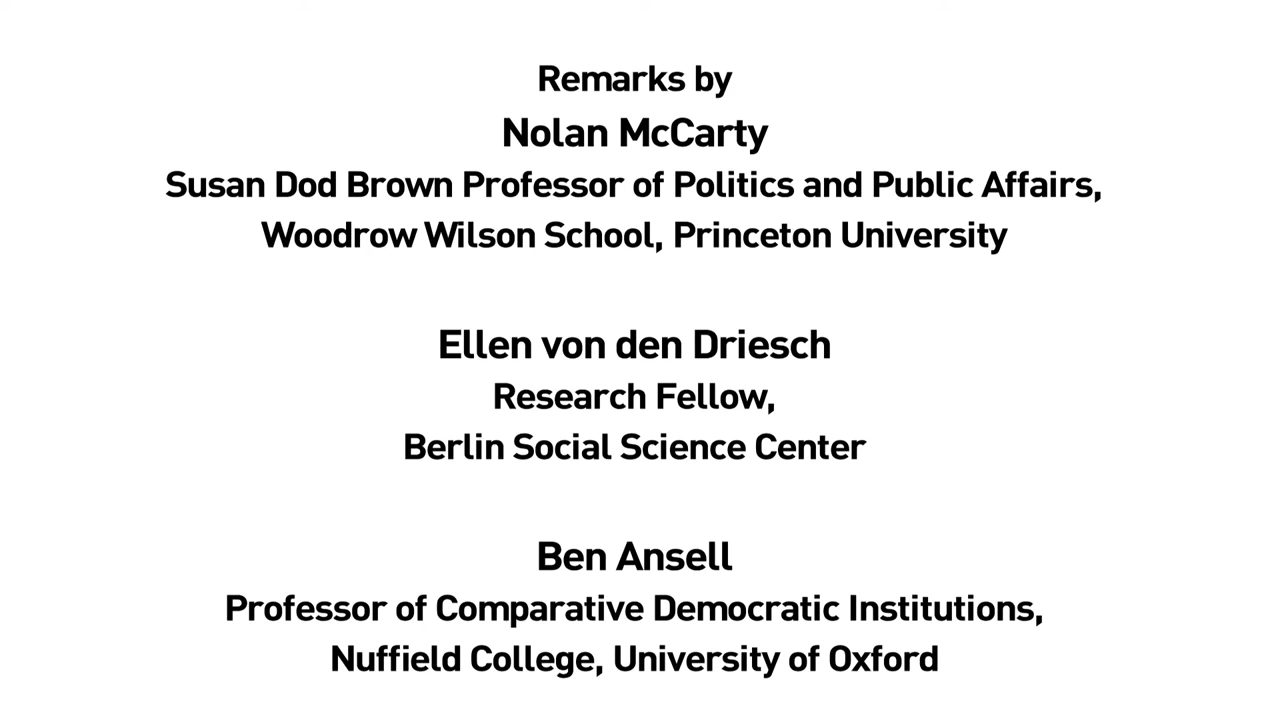 Remarks by
Nolan McCarty
Susan Dod Brown Professor of Politics and Public Affairs,
Woodrow Wilson School, Princeton University
Ellen von den Driesch
Research Fellow,
Berlin Social Science Center
Ben Ansell
Professor of Comparative Democratic Institutions,
Nuffield College, University of Oxford